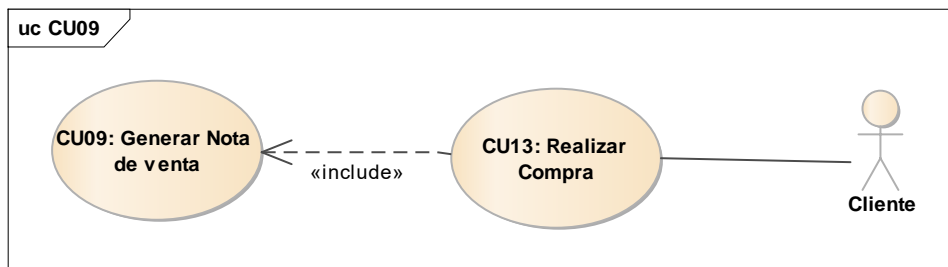 uc CU09
CU09: Generar Nota
de venta
«include»
CU13: Realizar
Compra
Cliente